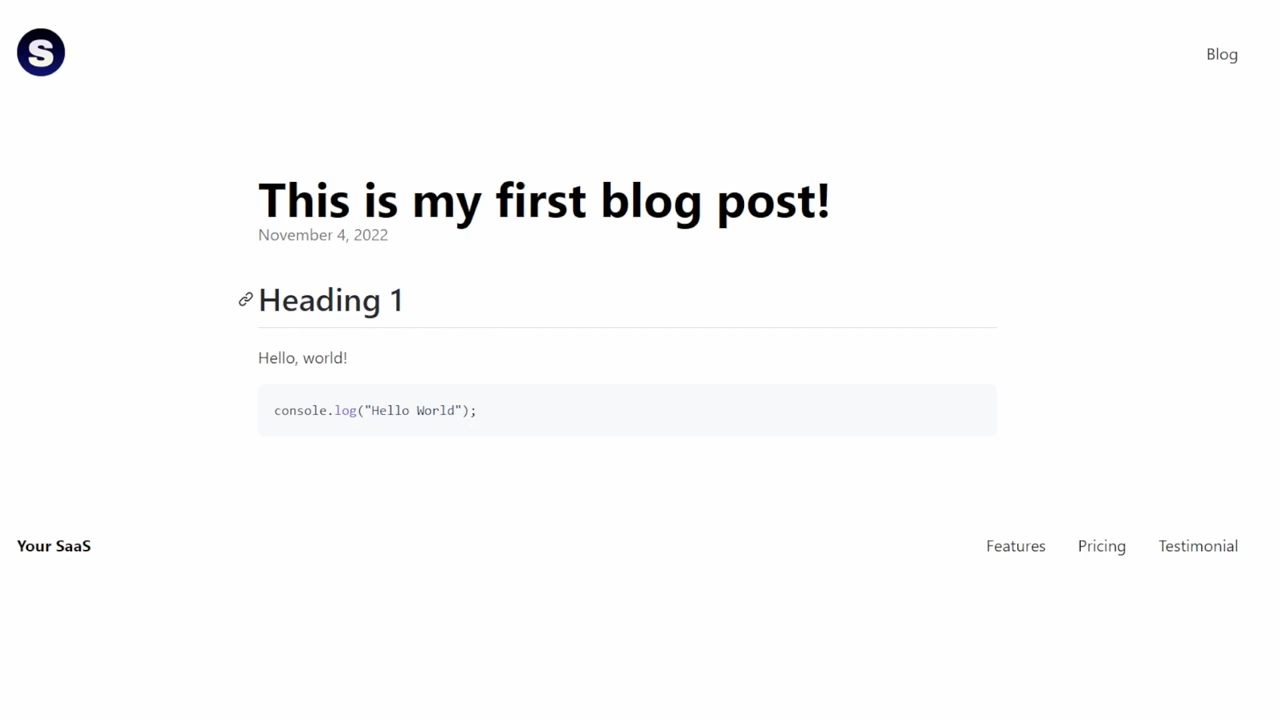 S
Blog
This is my first blog post!
November 4, 2022
Heading 1
Hello, world!
console.log("Hello World");
Your SaaS
Features
Pricing
Testimonial